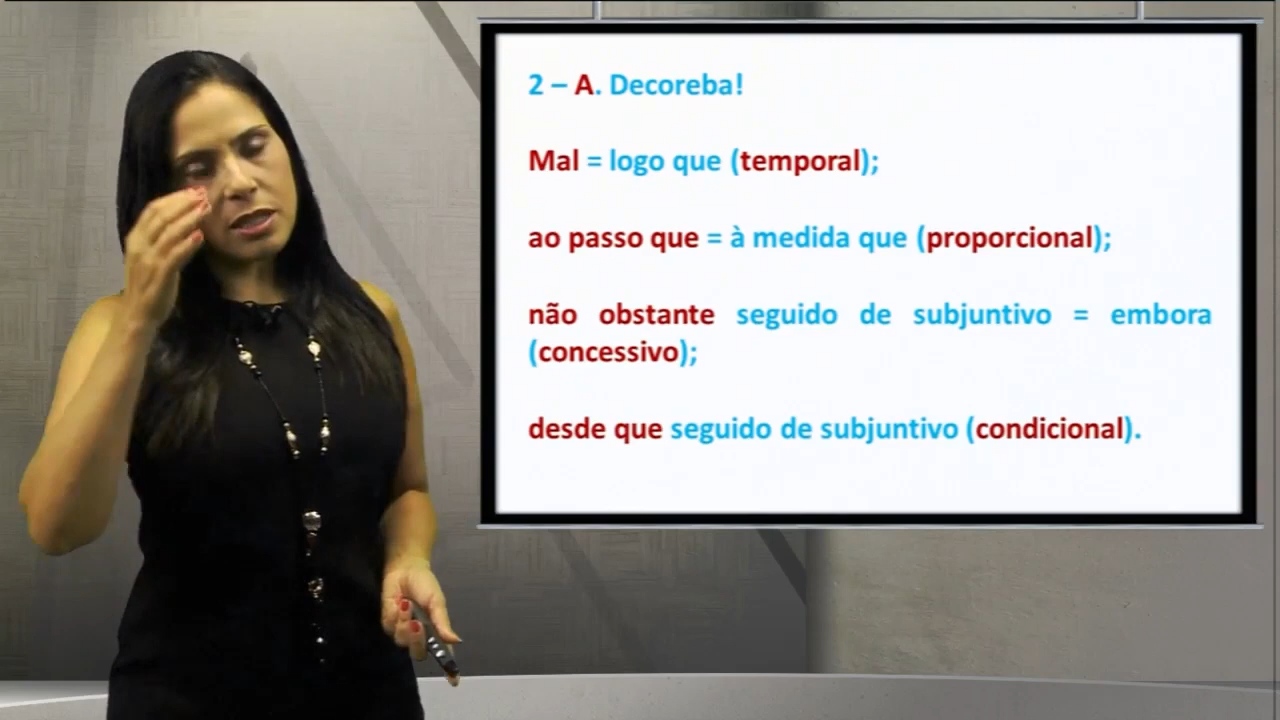 2 – A. Decoreba!
Mal = logo que (temporal);
ao passo que = à medida que (proporcional);
não obstante seguido de subjuntivo = embora
(concessivo);
desde que seguido de subjuntivo (condicional).